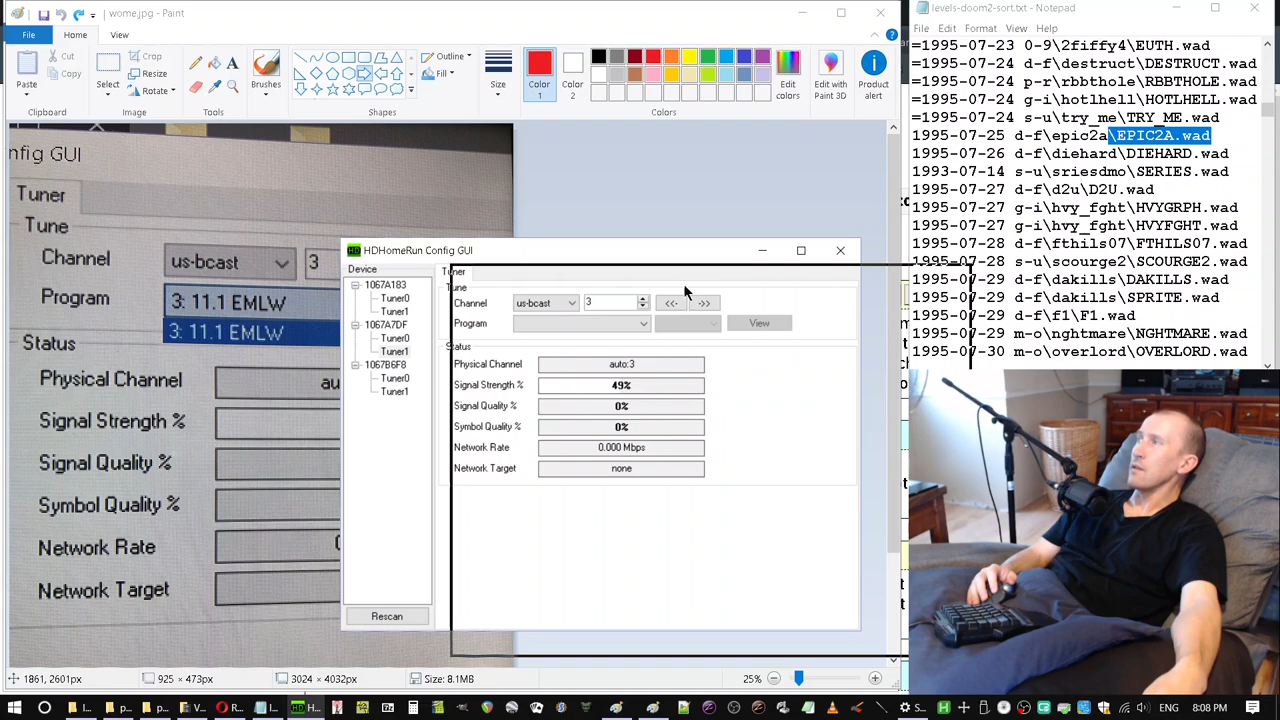 wome.jpg - Paint
File
Home
View
Paste
Cut
Copy
Clipboard
Select
Crop
Resize
Rotate
Image
A
Tools
Brushes
Outline
Fill
Shapes
Size
Color 1
Color 2
Edit colors
Colors
Edit with Paint 3D
Product alert
nfig GUI
Tuner
Tune
Channel
us-bcast
3
Program
3: 11.1 EMLW
3: 11.1 EMLW
Status
Physical Channel
au
Signal Strength %
Signal Quality %
Symbol Quality %
Network Rate
Network Target
HD HDHomeRun Config GUI
Device
1067A183
Tuner0
Tuner1
1067A7DF
Tuner0
Tuner1
1067B6F8
Tuner0
Tuner1
Rescan
Tuner
Tune
Channel
us-bcast
3
<<-
->>
Program
View
Status
Physical Channel
auto:3
Signal Strength %
49%
Signal Quality %
0%
Symbol Quality %
0%
Network Rate
0.000 Mbps
Network Target
none
1861, 2601px
925 × 473px
3024 × 4032px
Size: 8.1MB
25%
levels-doom2-sort.txt - Notepad
File Edit Format View Help
=1995-07-23 0-9\2fiffy4\EUTH.wad
=1995-07-24 d-f\destruct\DESTRUCT.wad
=1995-07-24 p-r\rbbtthole\RBBTHOLE.wad
=1995-07-24 g-i\hotlhell\HOTLHELL.wad
=1995-07-24 s-u\try_me\TRY_ME.wad
1995-07-25 d-f\epic2a\EPIC2A.wad
1995-07-26 d-f\diehard\DIEHARD.wad
1993-07-14 s-u\sriesdmo\SERIES.wad
1995-07-27 d-f\d2u\D2U.wad
1995-07-27 g-i\hvy_fght\HVYGRPH.wad
1995-07-27 g-i\hvy_fght\HVYFGHT.wad
1995-07-28 d-f\fthils07\FTHILS07.wad
1995-07-28 s-u\scourge2\SCOURGE2.wad
1995-07-29 d-f\dakills\DAKILLS.wad
1995-07-29 d-f\dakills\SPRITE.wad
1995-07-29 d-f\f1\F1.wad
1995-07-29 m-o\nghtmare\NGHTMARE.wad
1995-07-30 m-o\overlord\OVERLORD.wad
ENG
8:08 PM